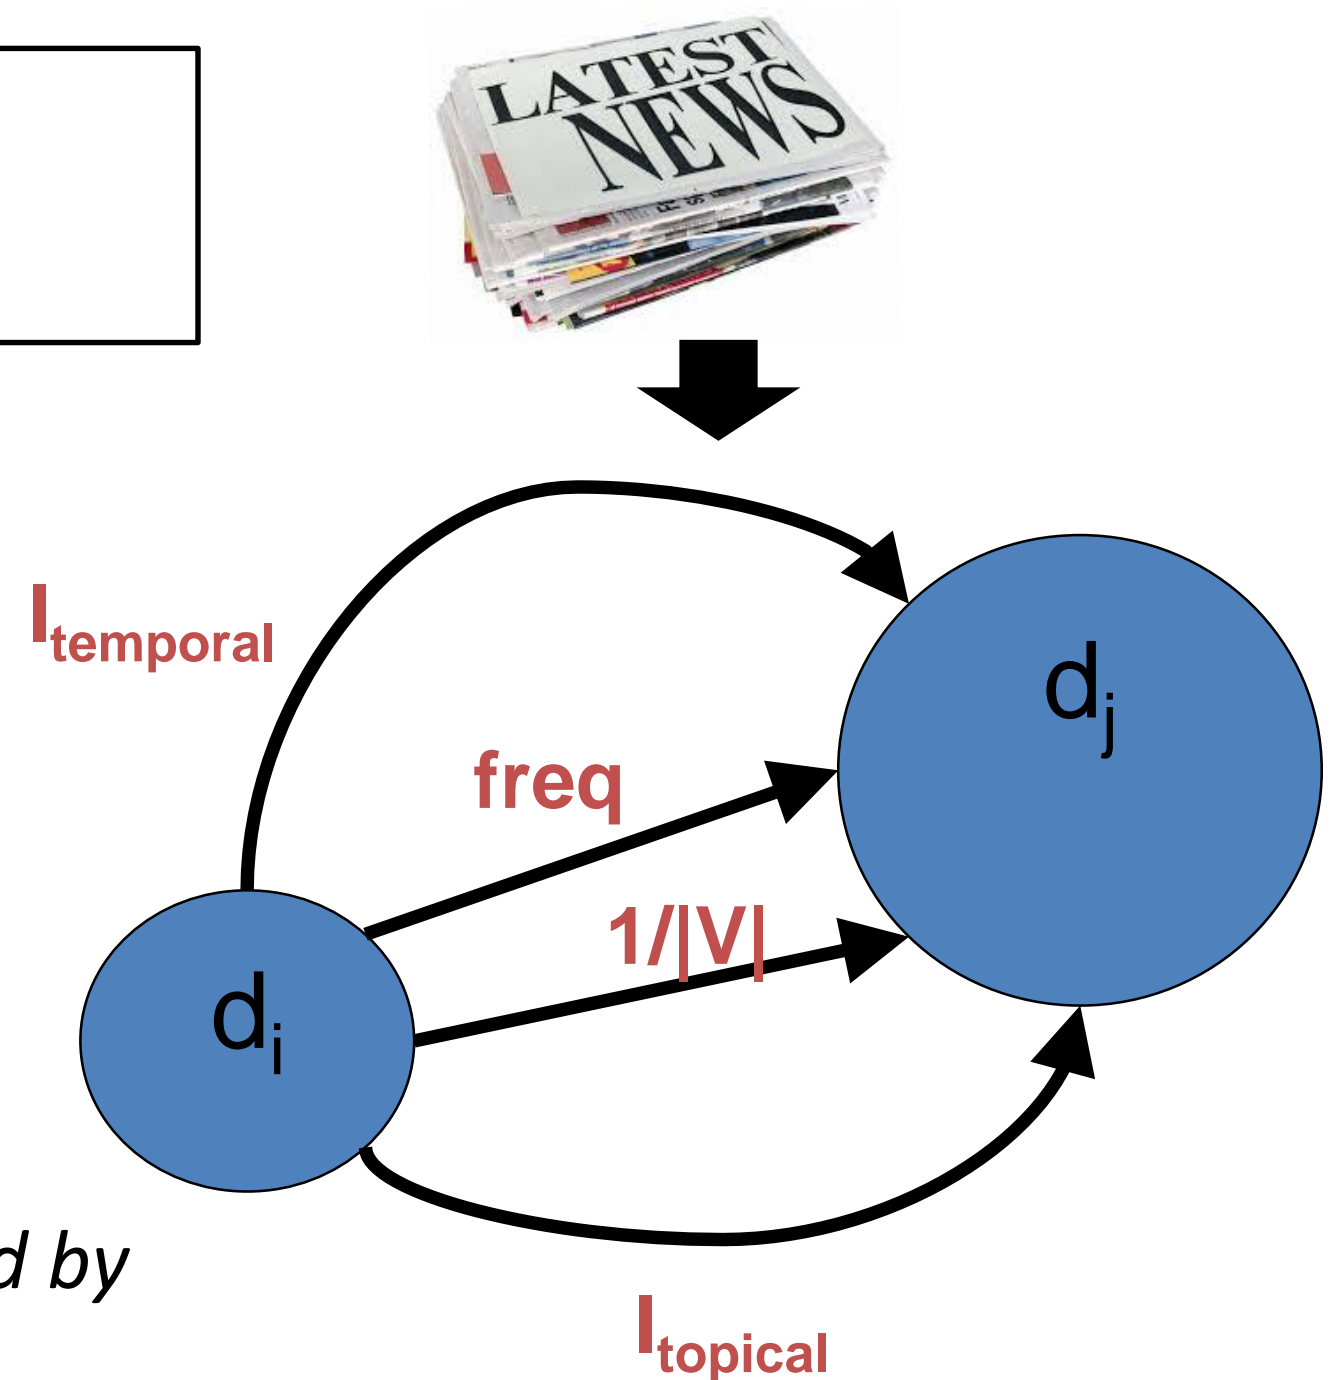 LATEST
NEWS
I_temporal
d_j
freq
1/|V|
d_i
d by
I_topical